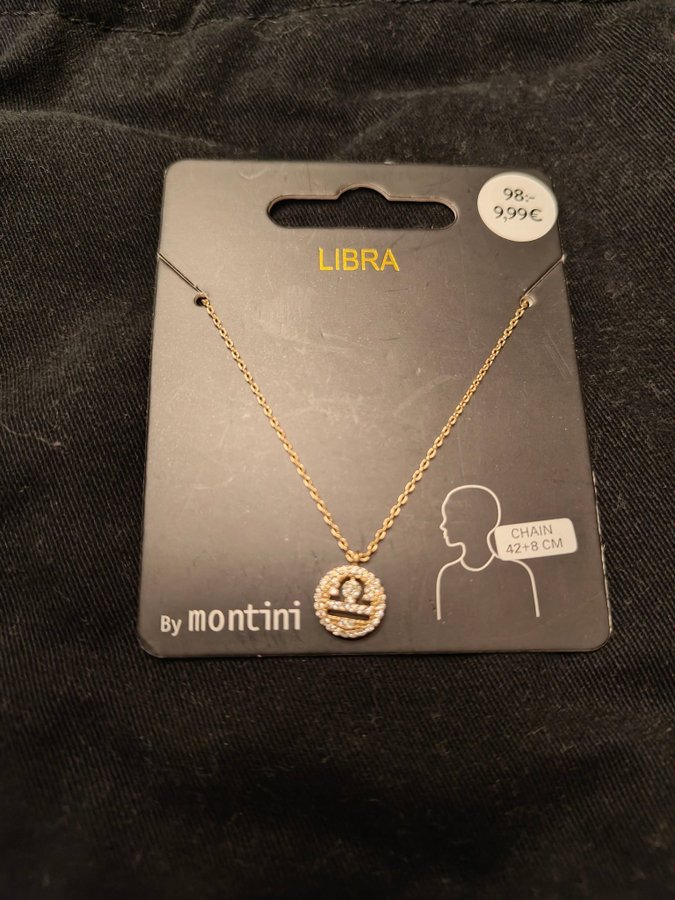 98:-
9,99€
LIBRA
CHAIN
42+8 CM
By montini